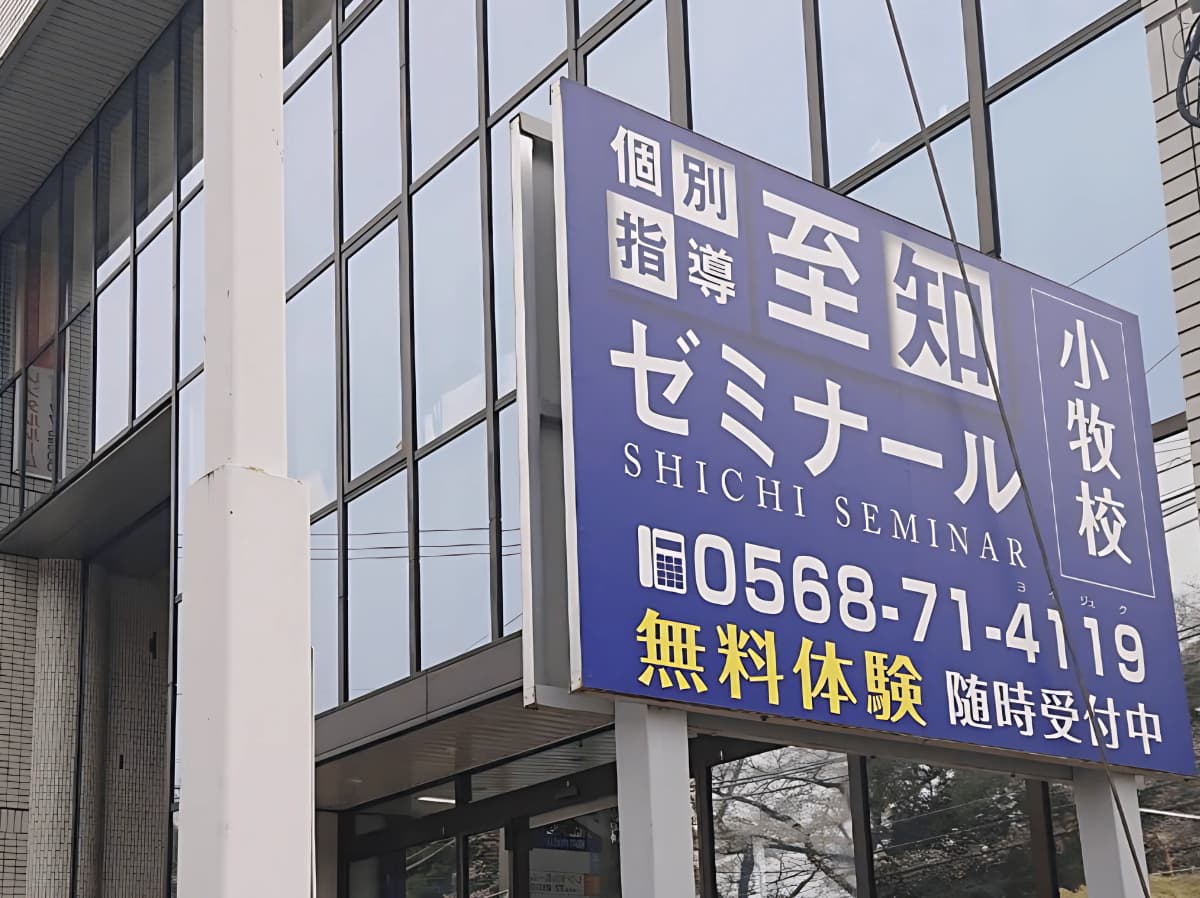 個別
指導
至知
ゼミナール
SHICHI SEMINAR
小牧校
0568-71-4119
ヨイジュク
無料体験 随時受付中